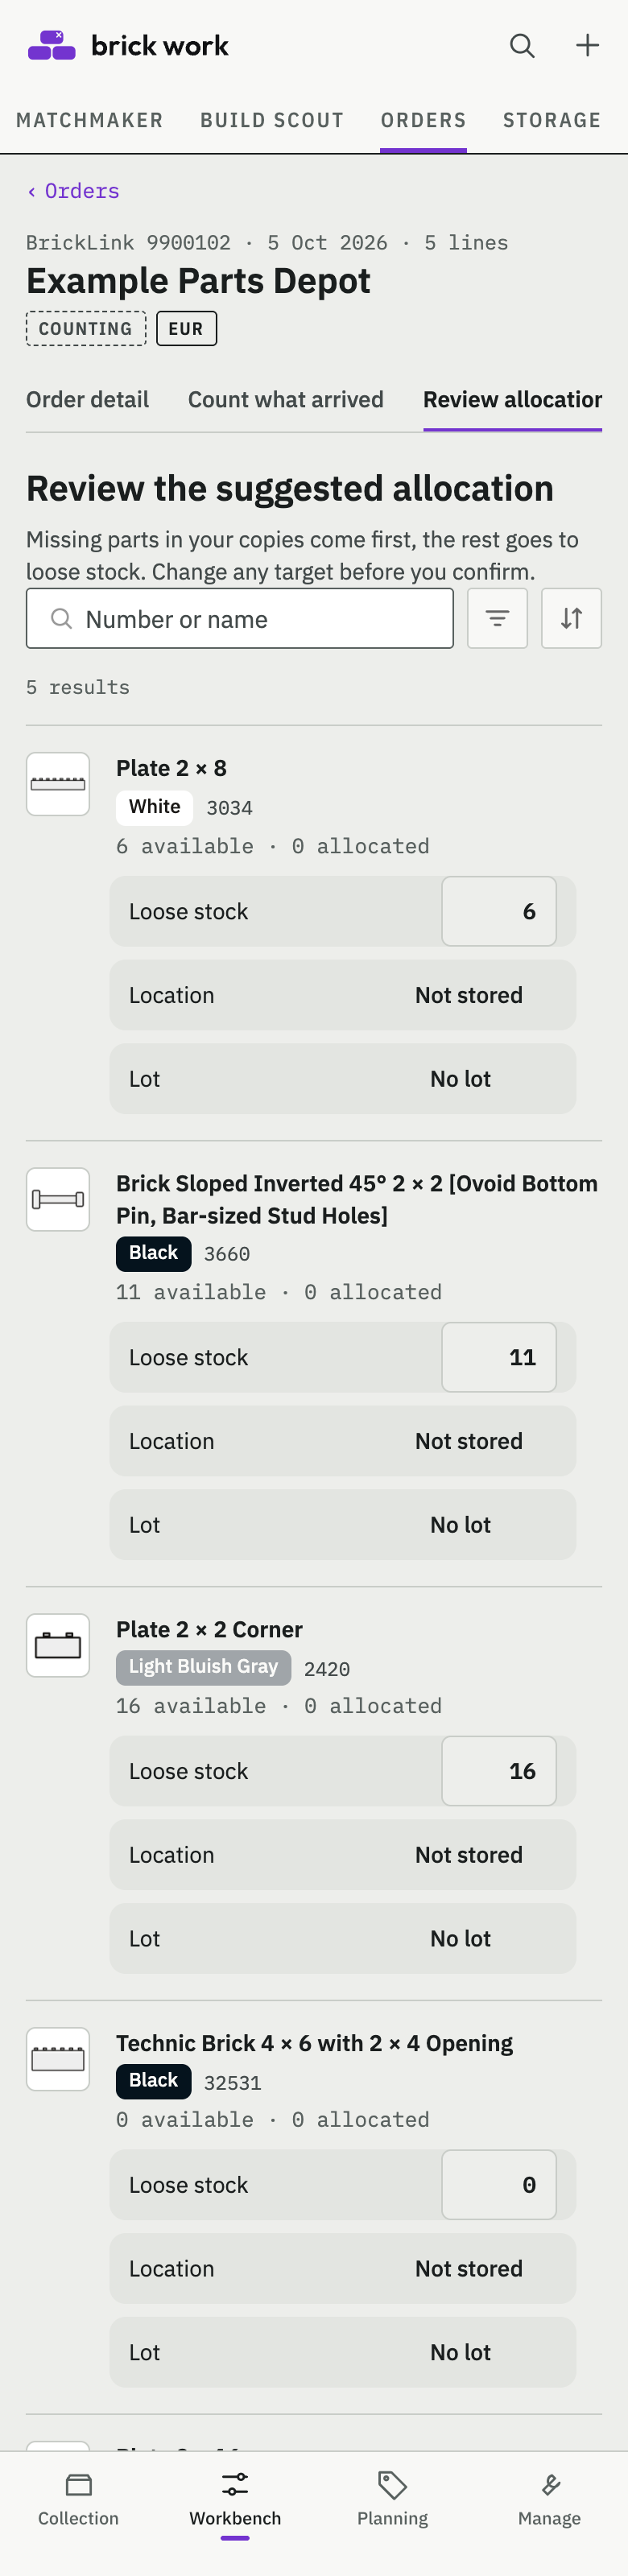 brick work
MATCHMAKER BUILD SCOUT ORDERS STORAGE
‹ Orders
BrickLink 9900102 · 5 Oct 2026 · 5 lines
Example Parts Depot
COUNTING EUR
Order detail Count what arrived Review allocation
Review the suggested allocation
Missing parts in your copies come first, the rest goes to
loose stock. Change any target before you confirm.
Number or name
5 results
Plate 2 × 8
White 3034
6 available · 0 allocated
Loose stock 6
Location Not stored
Lot No lot
Brick Sloped Inverted 45° 2 × 2 [Ovoid Bottom
Pin, Bar-sized Stud Holes]
Black 3660
11 available · 0 allocated
Loose stock 11
Location Not stored
Lot No lot
Plate 2 × 2 Corner
Light Bluish Gray 2420
16 available · 0 allocated
Loose stock 16
Location Not stored
Lot No lot
Technic Brick 4 × 6 with 2 × 4 Opening
Black 32531
0 available · 0 allocated
Loose stock 0
Location Not stored
Lot No lot
Collection Workbench Planning Manage